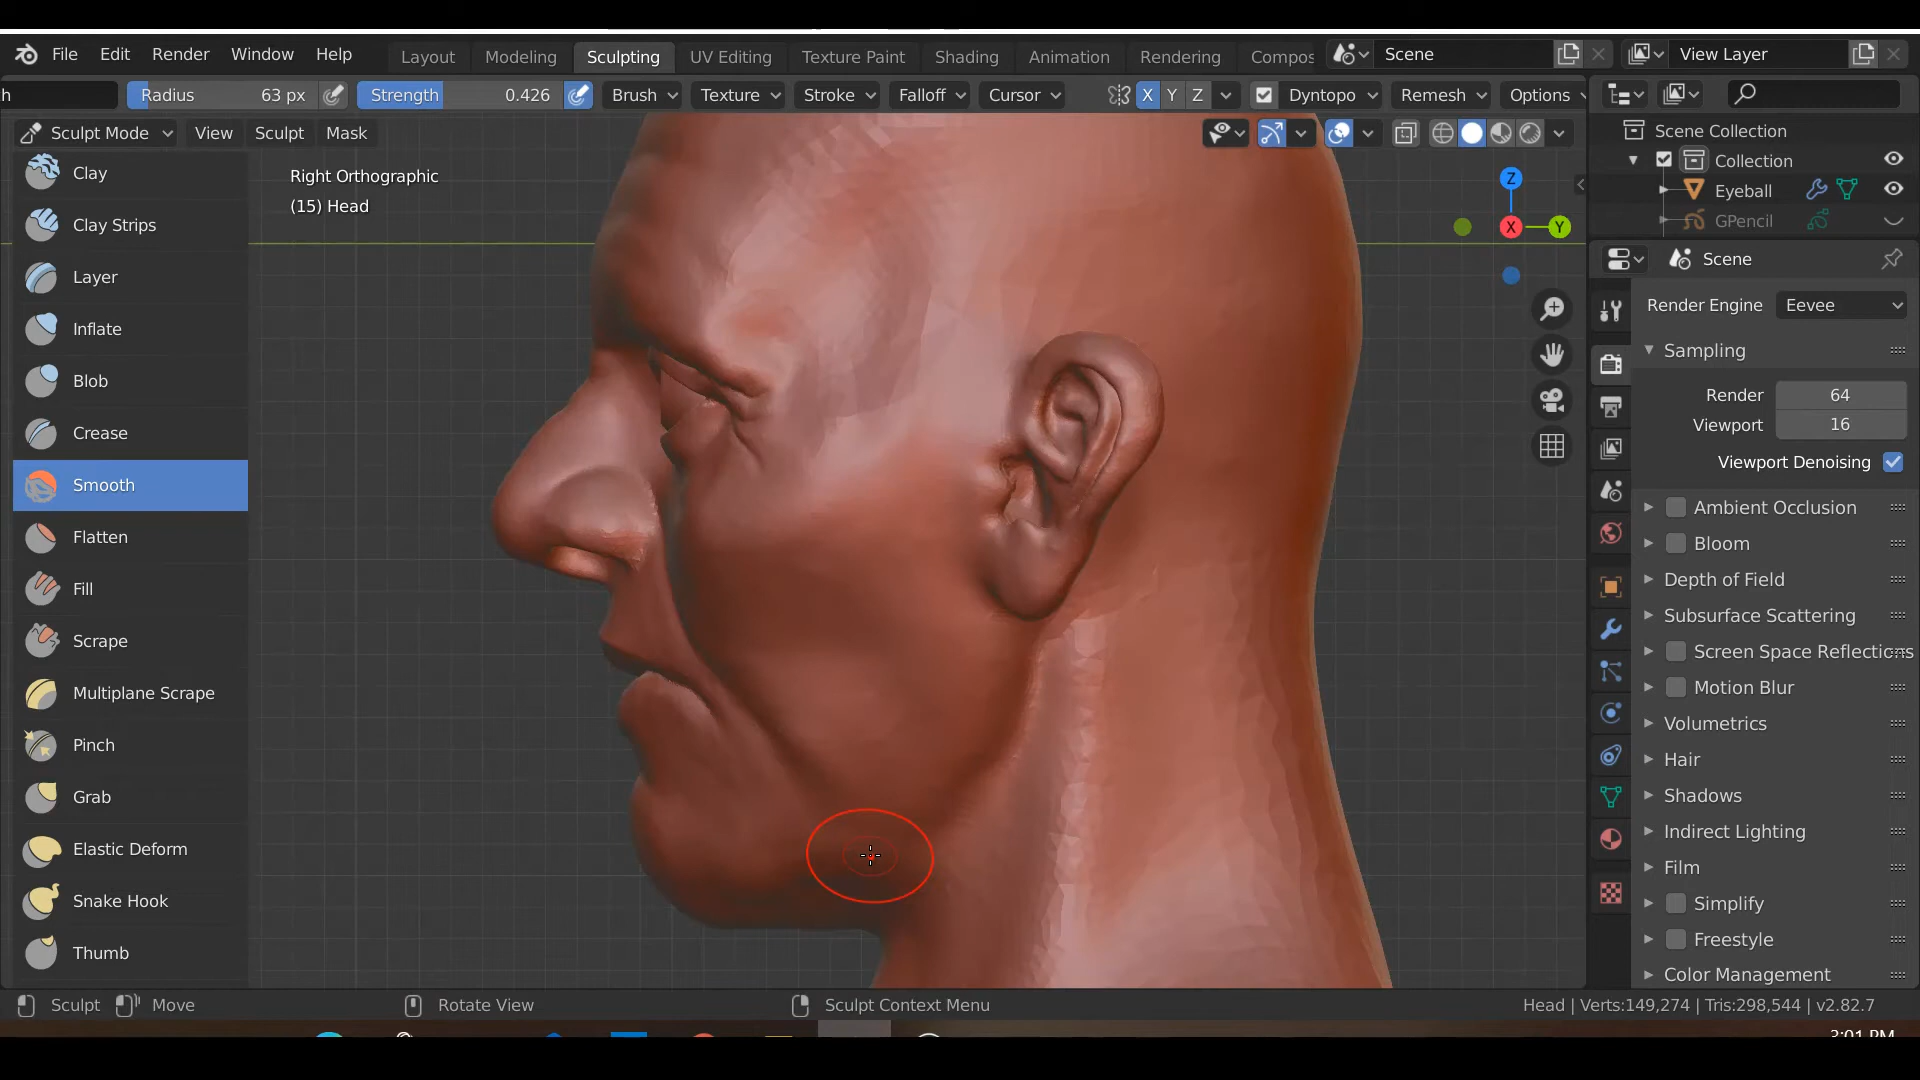 File Edit Render Window Help Layout Modeling Sculpting UV Editing Texture Paint Shading Animation Rendering Compos Scene View Layer
h Radius 63 px Strength 0.426 Brush Texture Stroke Falloff Cursor X Y Z Dyntopo Remesh Options
Sculpt Mode View Sculpt Mask
Scene Collection
Collection
Eyeball
GPencil
Right Orthographic
(15) Head
Z
X
Y
Clay
Clay Strips
Layer
Inflate
Blob
Crease
Smooth
Flatten
Fill
Scrape
Multiplane Scrape
Pinch
Grab
Elastic Deform
Snake Hook
Thumb
Scene
Render Engine Eevee
Sampling
Render 64
Viewport 16
Viewport Denoising
Ambient Occlusion
Bloom
Depth of Field
Subsurface Scattering
Screen Space Reflections
Motion Blur
Volumetrics
Hair
Shadows
Indirect Lighting
Film
Simplify
Freestyle
Color Management
Sculpt Move Rotate View Sculpt Context Menu Head | Verts:149,274 | Tris:298,544 | v2.82.7
3:01 PM